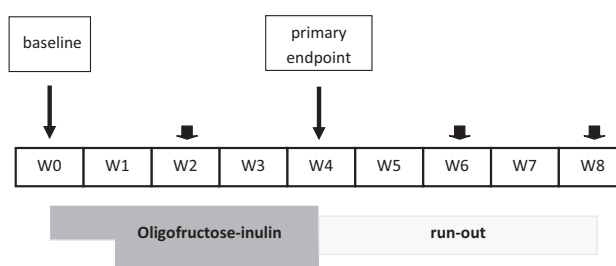 baseline
primary
endpoint
W0 W1 W2 W3 W4 W5 W6 W7 W8
Oligofructose-inulin run-out